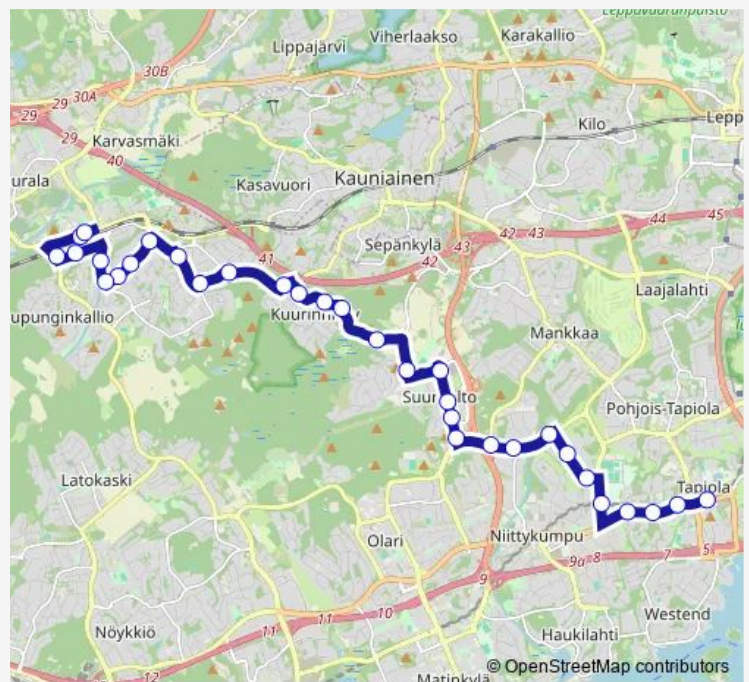 Leppävaaranpuisto
Viherlaakso
Karakallio
Lippajärvi
30B
29 30A
29
29
Kilo
Lepp
Karvasmäki
40
urala
Kasavuori
Kauniainen
44
45
Sepänkylä
42 43
43
42
41
Laajalahti
upunginkallio
Mankkaa
Pohjois-Tapiola
Latokaski
Tapiola
Olari
Niittykumpu
9a 8
7
5
9
10
11
11
Westend
Nöykkiö
Haukilahti
12
Matinkylä
© OpenStreetMap contributors